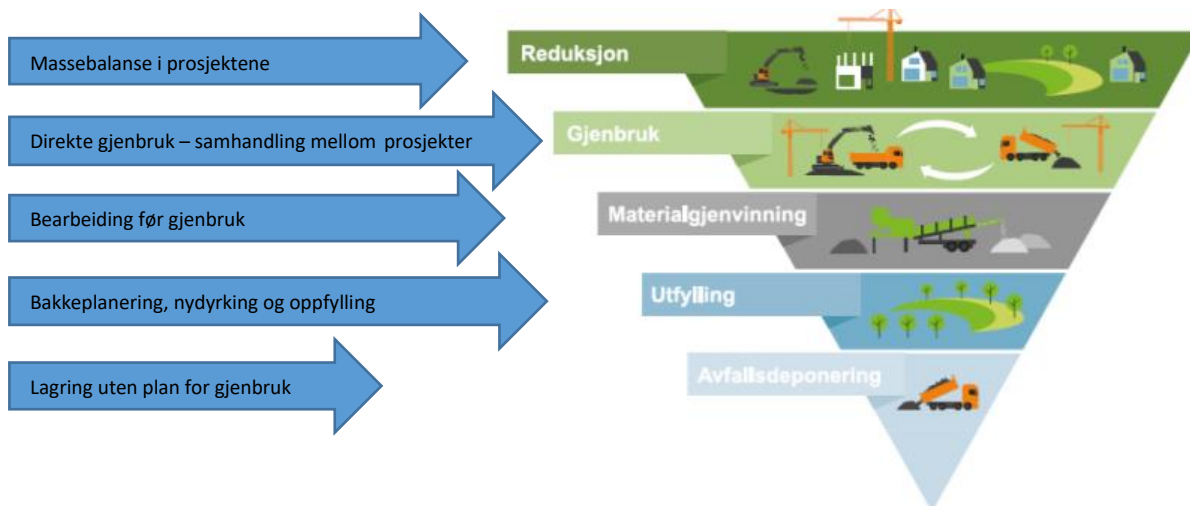 Massebalanse i prosjektene
Reduksjon
Direkte gjenbruk – samhandling mellom prosjekter
Gjenbruk
Bearbeiding før gjenbruk
Materialgjenvinning
Bakkeplanering, nydyrking og oppfylling
Utfylling
Lagring uten plan for gjenbruk
Avfallsdeponering